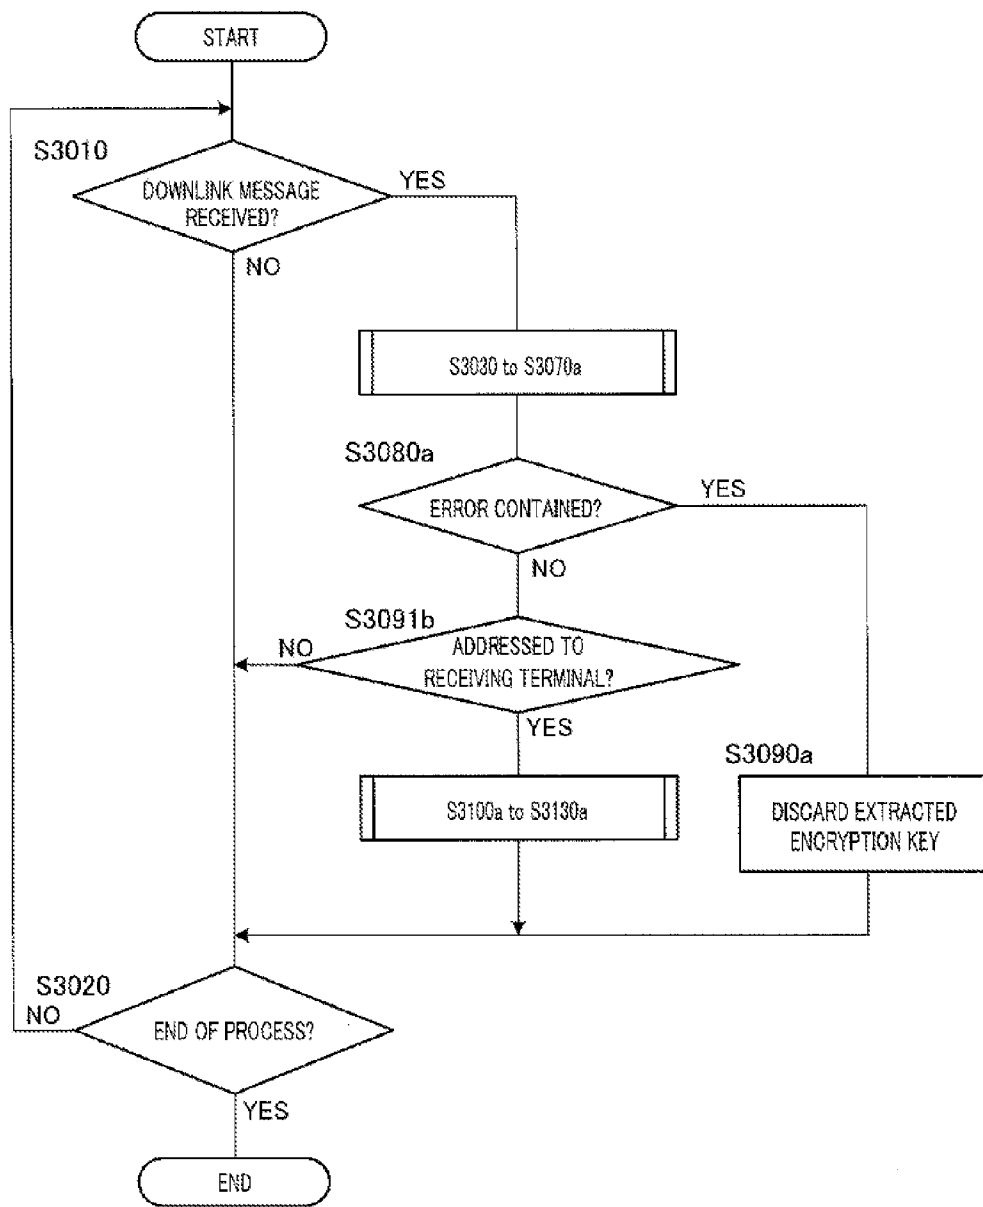 START
S3010
DOWNLINK MESSAGE
RECEIVED?
YES
NO
S3030 to S3070a
S3080a
ERROR CONTAINED?
YES
NO
S3091b
NO
ADDRESSED TO
RECEIVING TERMINAL?
YES
S3090a
S3100a to S3130a
DISCARD EXTRACTED
ENCRYPTION KEY
S3020
NO
END OF PROCESS?
YES
END